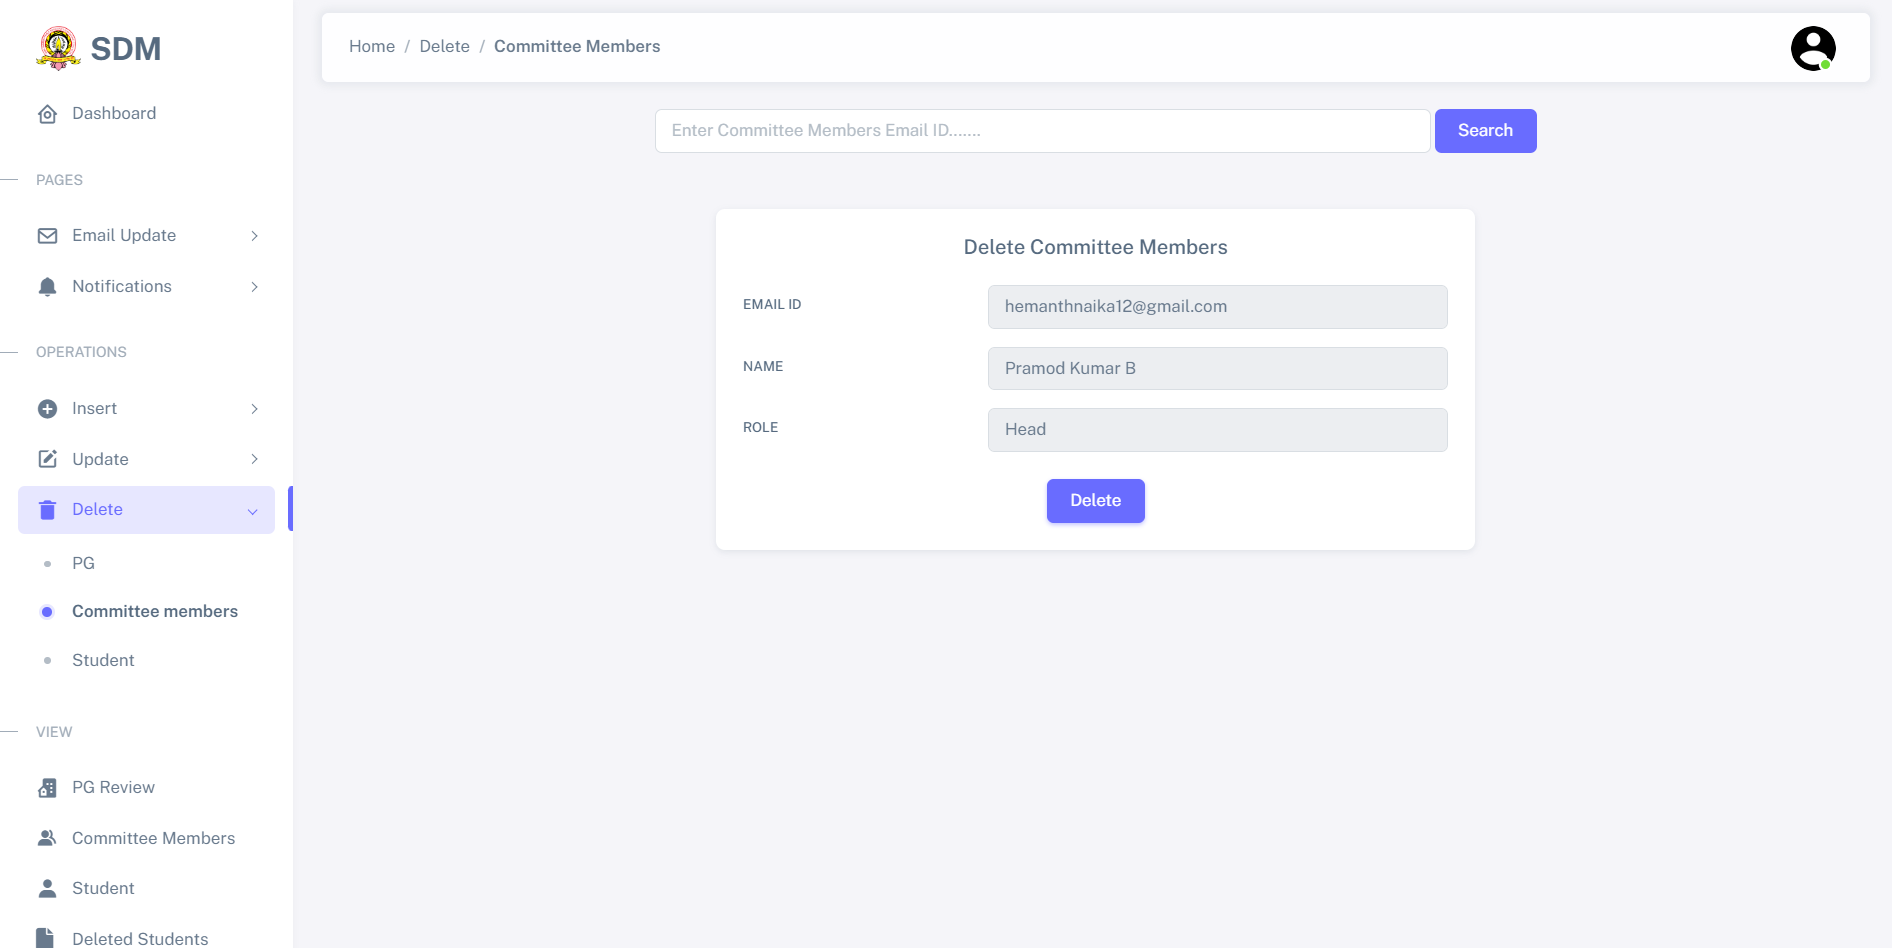 SDM
Dashboard
PAGES
Email Update
Notifications
OPERATIONS
Insert
Update
Delete
PG
Committee members
Student
VIEW
PG Review
Committee Members
Student
Deleted Students
Home / Delete / Committee Members
Enter Committee Members Email ID.......
Search
Delete Committee Members
EMAIL ID
hemanthnaika12@gmail.com
NAME
Pramod Kumar B
ROLE
Head
Delete